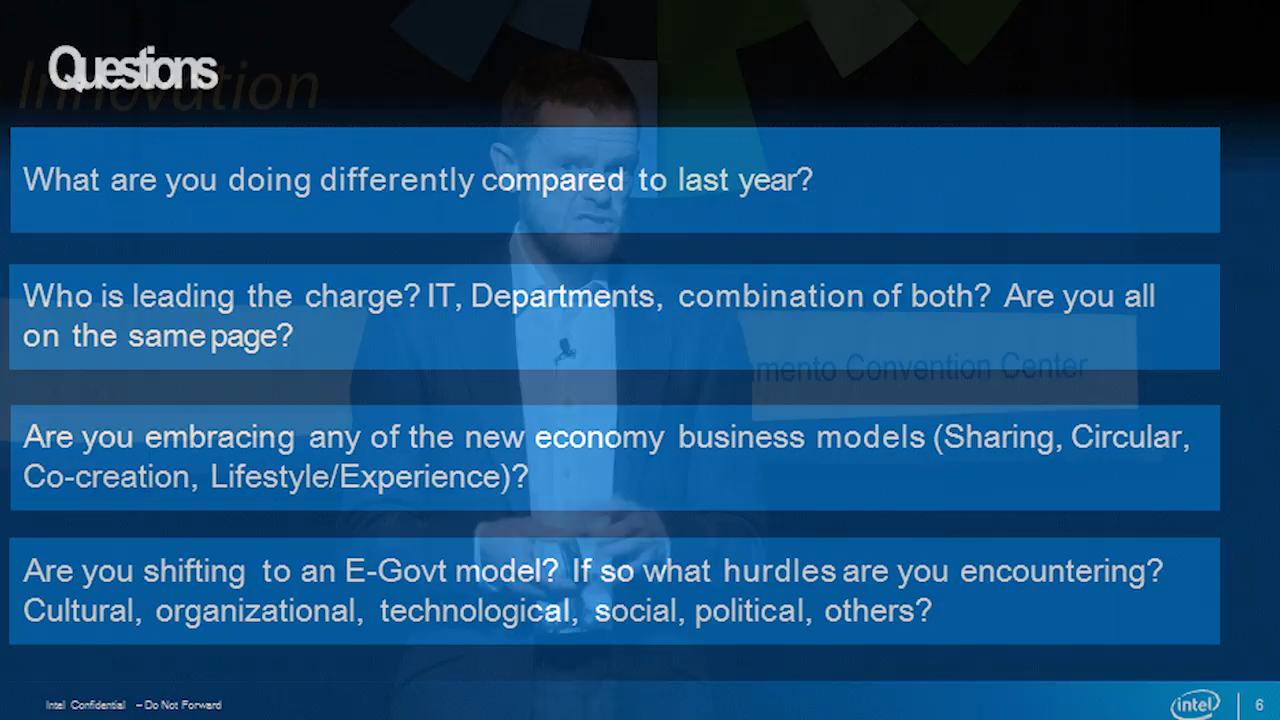 Questions
Innovation
What are you doing differently compared to last year?
Who is leading the charge? IT, Departments, combination of both? Are you all
on the same page?
mento Convention Center
Are you embracing any of the new economy business models (Sharing, Circular,
Co-creation, Lifestyle/Experience)?
Are you shifting to an E-Govt model? If so what hurdles are you encountering?
Cultural, organizational, technological, social, political, others?
Intel Confidential – Do Not Forward
intel
6